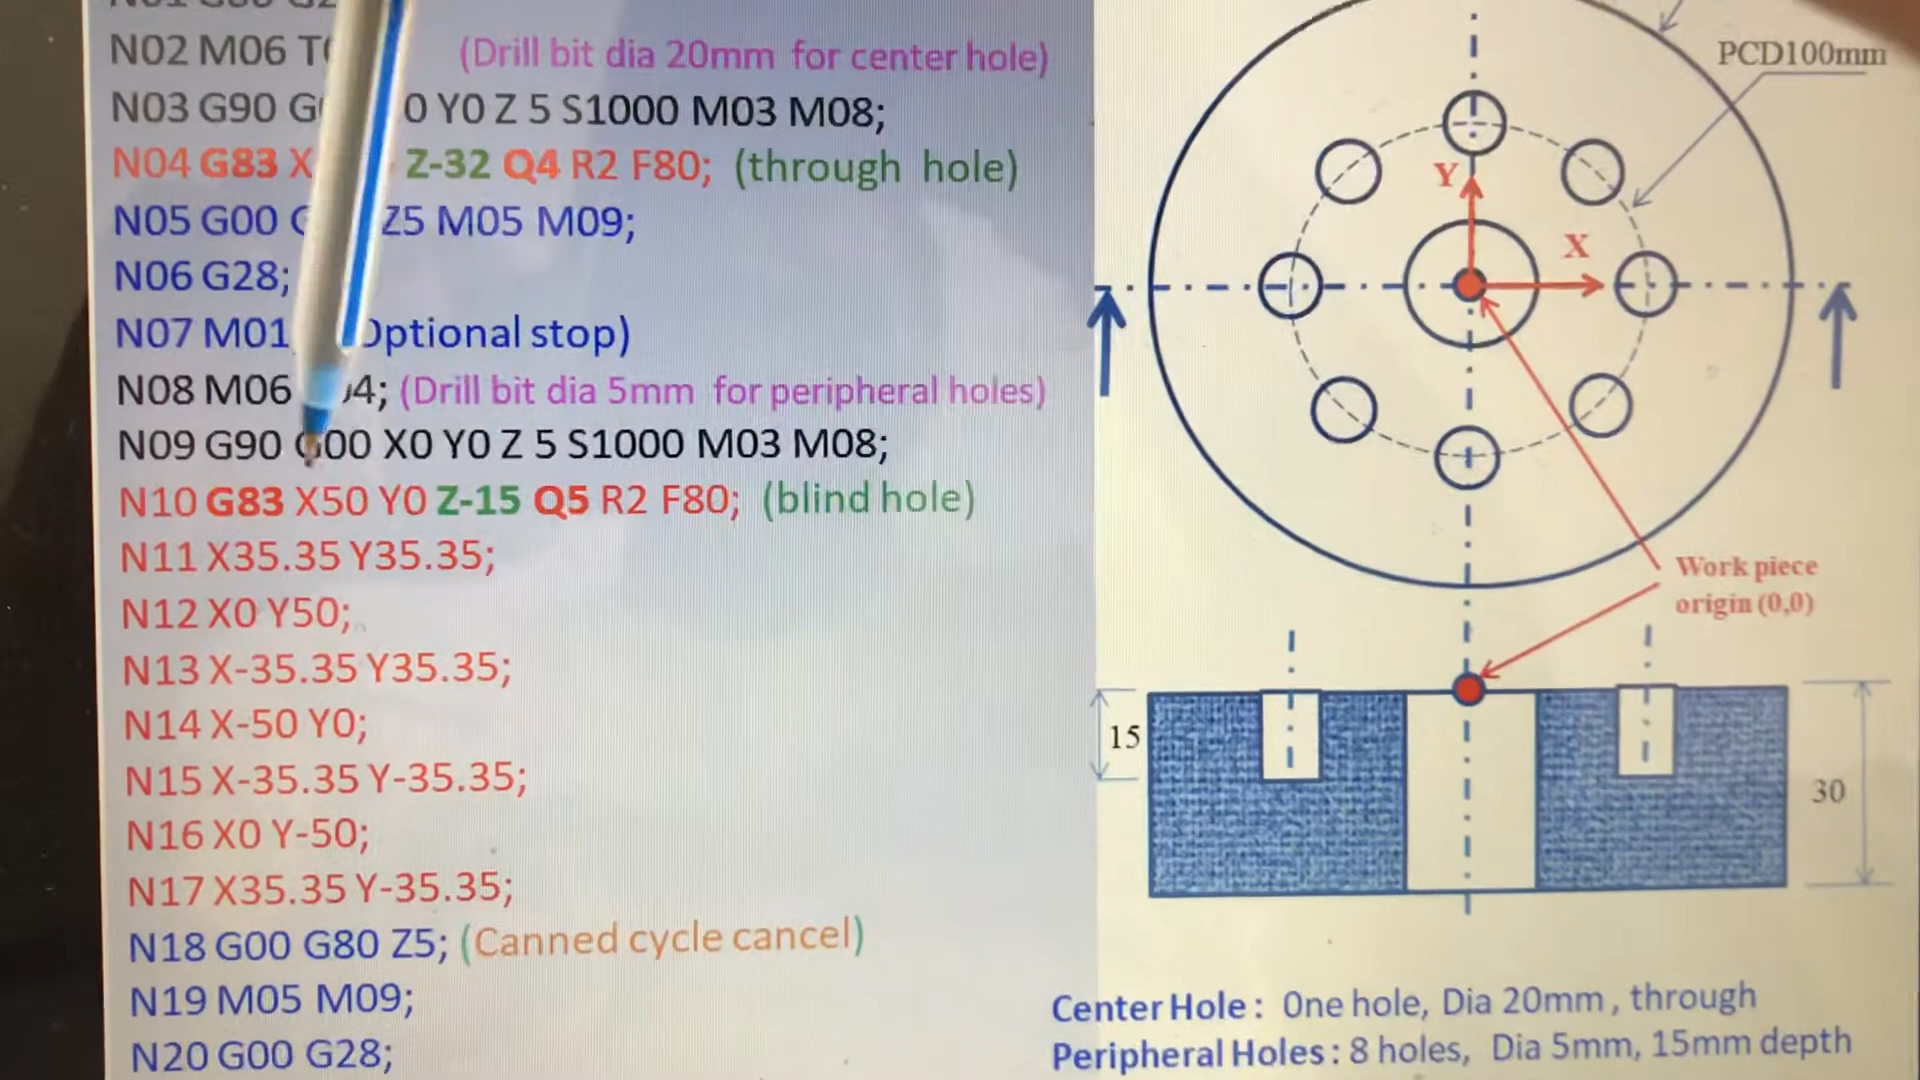 N02 M06 (Drill bit dia 20mm for center hole)
N03 G90 Y0 Z 5 S1000 M03 M08;
N04 G83 X Z-32 Q4 R2 F80; (through hole)
N05 G00 Z5 M05 M09;
N06 G28;
N07 M01 Optional stop)
N08 M06 4; (Drill bit dia 5mm for peripheral holes)
N09 G90 G00 X0 Y0 Z 5 S1000 M03 M08;
N10 G83 X50 Y0 Z-15 Q5 R2 F80; (blind hole)
N11 X35.35 Y35.35;
N12 X0 Y50;
N13 X-35.35 Y35.35;
N14 X-50 Y0;
N15 X-35.35 Y-35.35;
N16 X0 Y-50;
N17 X35.35 Y-35.35;
N18 G00 G80 Z5; (Canned cycle cancel)
N19 M05 M09;
N20 G00 G28;
PCD100mm
Y
X
Work piece
origin (0,0)
15
30
Center Hole : One hole, Dia 20mm , through
Peripheral Holes : 8 holes, Dia 5mm, 15mm depth